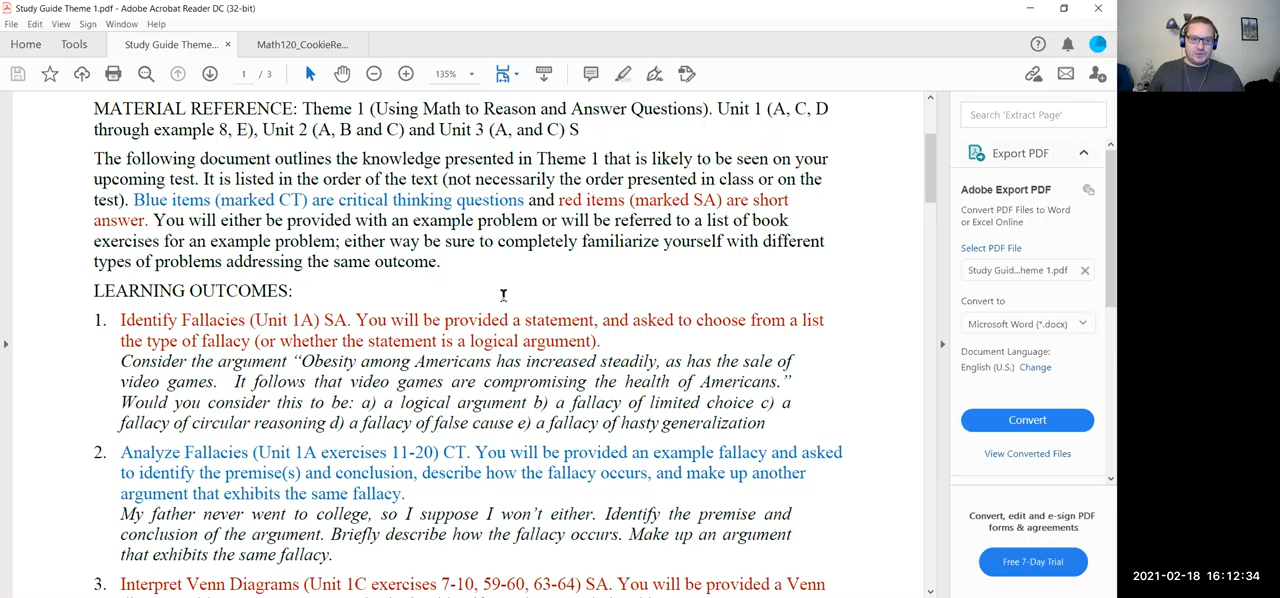 Study Guide Theme 1.pdf - Adobe Acrobat Reader DC (32-bit)
File Edit View Sign Window Help
Home Tools Study Guide Theme... × Math120_CookieRe...
1 / 3 135%
MATERIAL REFERENCE: Theme 1 (Using Math to Reason and Answer Questions). Unit 1 (A, C, D
through example 8, E), Unit 2 (A, B and C) and Unit 3 (A, and C) S
The following document outlines the knowledge presented in Theme 1 that is likely to be seen on your
upcoming test. It is listed in the order of the text (not necessarily the order presented in class or on the
test). Blue items (marked CT) are critical thinking questions and red items (marked SA) are short
answer. You will either be provided with an example problem or will be referred to a list of book
exercises for an example problem; either way be sure to completely familiarize yourself with different
types of problems addressing the same outcome.
LEARNING OUTCOMES:
1. Identify Fallacies (Unit 1A) SA. You will be provided a statement, and asked to choose from a list
the type of fallacy (or whether the statement is a logical argument).
Consider the argument “Obesity among Americans has increased steadily, as has the sale of
video games. It follows that video games are compromising the health of Americans.”
Would you consider this to be: a) a logical argument b) a fallacy of limited choice c) a
fallacy of circular reasoning d) a fallacy of false cause e) a fallacy of hasty generalization
2. Analyze Fallacies (Unit 1A exercises 11-20) CT. You will be provided an example fallacy and asked
to identify the premise(s) and conclusion, describe how the fallacy occurs, and make up another
argument that exhibits the same fallacy.
My father never went to college, so I suppose I won’t either. Identify the premise and
conclusion of the argument. Briefly describe how the fallacy occurs. Make up an argument
that exhibits the same fallacy.
3. Interpret Venn Diagrams (Unit 1C exercises 7-10, 59-60, 63-64) SA. You will be provided a Venn
Search 'Extract Page'
Export PDF
Adobe Export PDF
Convert PDF Files to Word
or Excel Online
Select PDF File
Study Guid...heme 1.pdf ×
Convert to
Microsoft Word (*.docx)
Document Language:
English (U.S.) Change
Convert
View Converted Files
Convert, edit and e-sign PDF
forms & agreements
Free 7-Day Trial
2021-02-18 16:12:34